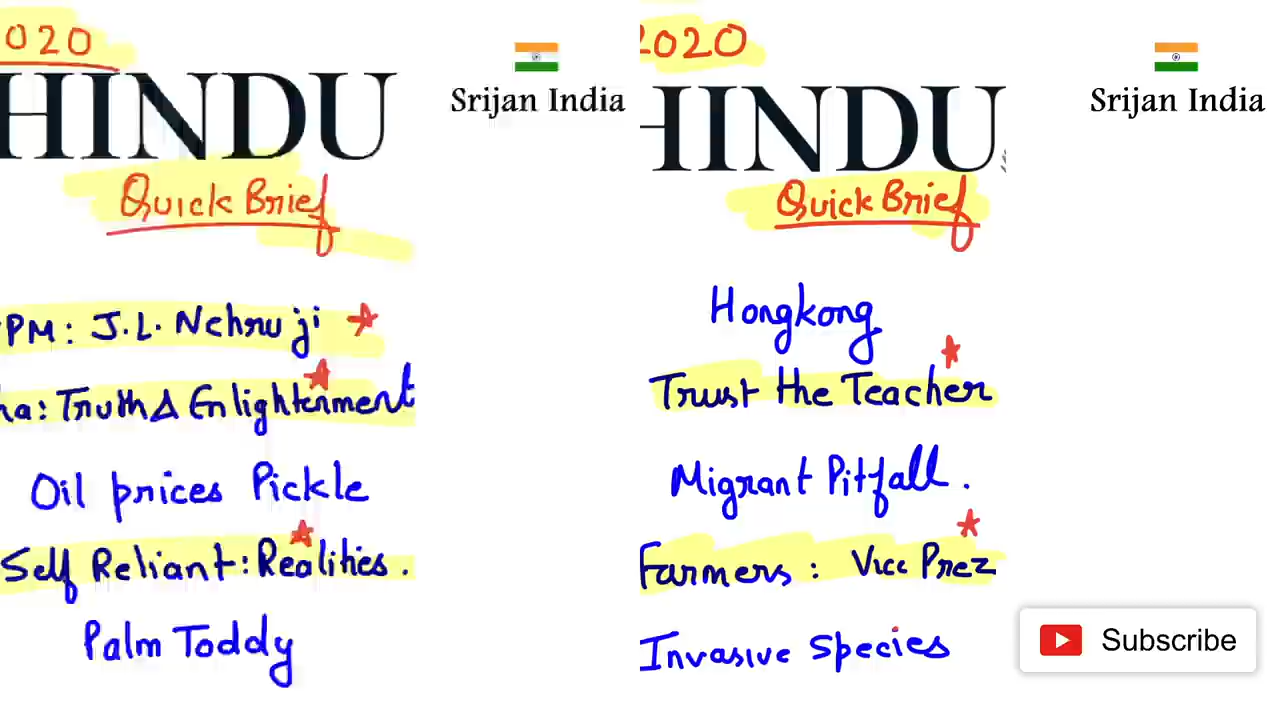 2020
HINDU
Srijan India
Quick Brief
PM: J.L. Nehru ji
ha: Truth & Enlightenment
Oil prices Pickle
Self Reliant: Realities.
Palm Toddy
2020
HINDU
Srijan India
Quick Brief
Hongkong
Trust the Teacher
Migrant Pitfall.
Farmers: Vice Prez
Invasive Species
Subscribe